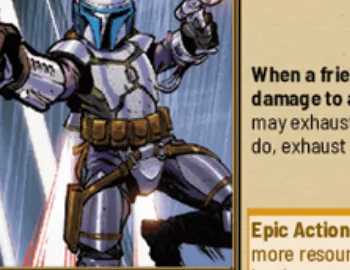 When a frie
damage to a
may exhaust
do, exhaust
Epic Action
more resour